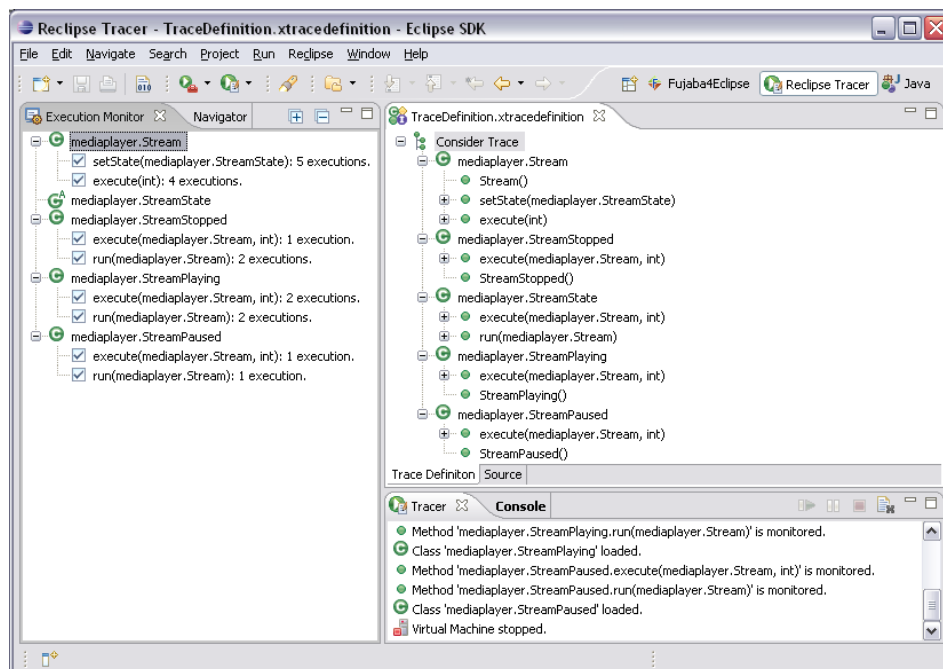 Reclipse Tracer - TraceDefinition.xtracedefinition - Eclipse SDK
File Edit Navigate Search Project Run Reclipse Window Help
Fujaba4Eclipse Reclipse Tracer Java
Execution Monitor Navigator
mediaplayer.Stream
setState(mediaplayer.StreamState): 5 executions.
execute(int): 4 executions.
mediaplayer.StreamState
mediaplayer.StreamStopped
execute(mediaplayer.Stream, int): 1 execution.
run(mediaplayer.Stream): 2 executions.
mediaplayer.StreamPlaying
execute(mediaplayer.Stream, int): 2 executions.
run(mediaplayer.Stream): 2 executions.
mediaplayer.StreamPaused
execute(mediaplayer.Stream, int): 1 execution.
run(mediaplayer.Stream): 1 execution.
TraceDefinition.xtracedefinition
Consider Trace
mediaplayer.Stream
Stream()
setState(mediaplayer.StreamState)
execute(int)
mediaplayer.StreamStopped
execute(mediaplayer.Stream, int)
StreamStopped()
mediaplayer.StreamState
execute(mediaplayer.Stream, int)
run(mediaplayer.Stream)
mediaplayer.StreamPlaying
execute(mediaplayer.Stream, int)
StreamPlaying()
mediaplayer.StreamPaused
execute(mediaplayer.Stream, int)
StreamPaused()
Trace Definiton Source
Tracer Console
Method 'mediaplayer.StreamPlaying.run(mediaplayer.Stream)' is monitored.
Class 'mediaplayer.StreamPlaying' loaded.
Method 'mediaplayer.StreamPaused.execute(mediaplayer.Stream, int)' is monitored.
Method 'mediaplayer.StreamPaused.run(mediaplayer.Stream)' is monitored.
Class 'mediaplayer.StreamPaused' loaded.
Virtual Machine stopped.